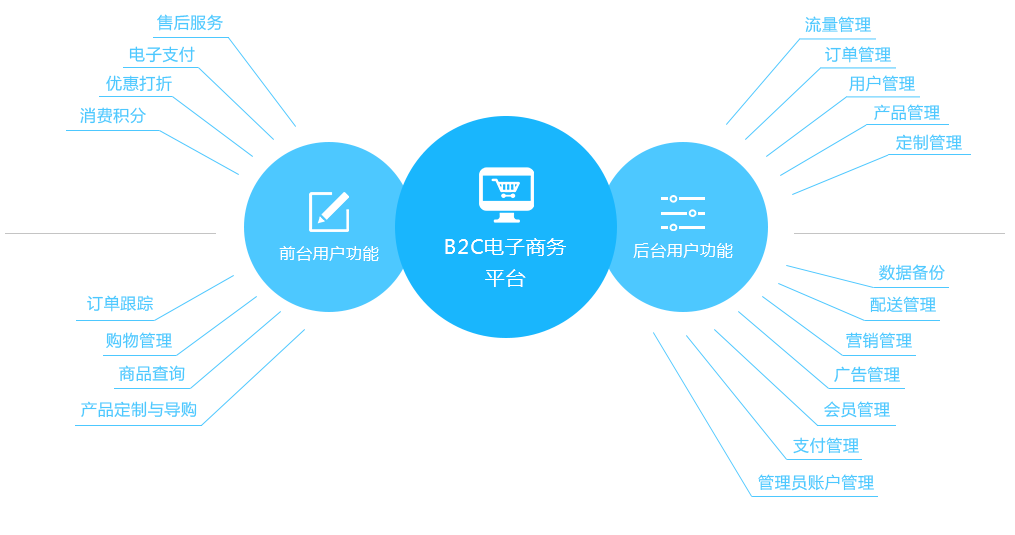 售后服务
电子支付
优惠打折
消费积分
前台用户功能
订单跟踪
购物管理
商品查询
产品定制与导购
B2C电子商务
平台
流量管理
订单管理
用户管理
产品管理
定制管理
后台用户功能
数据备份
配送管理
营销管理
广告管理
会员管理
支付管理
管理员账户管理